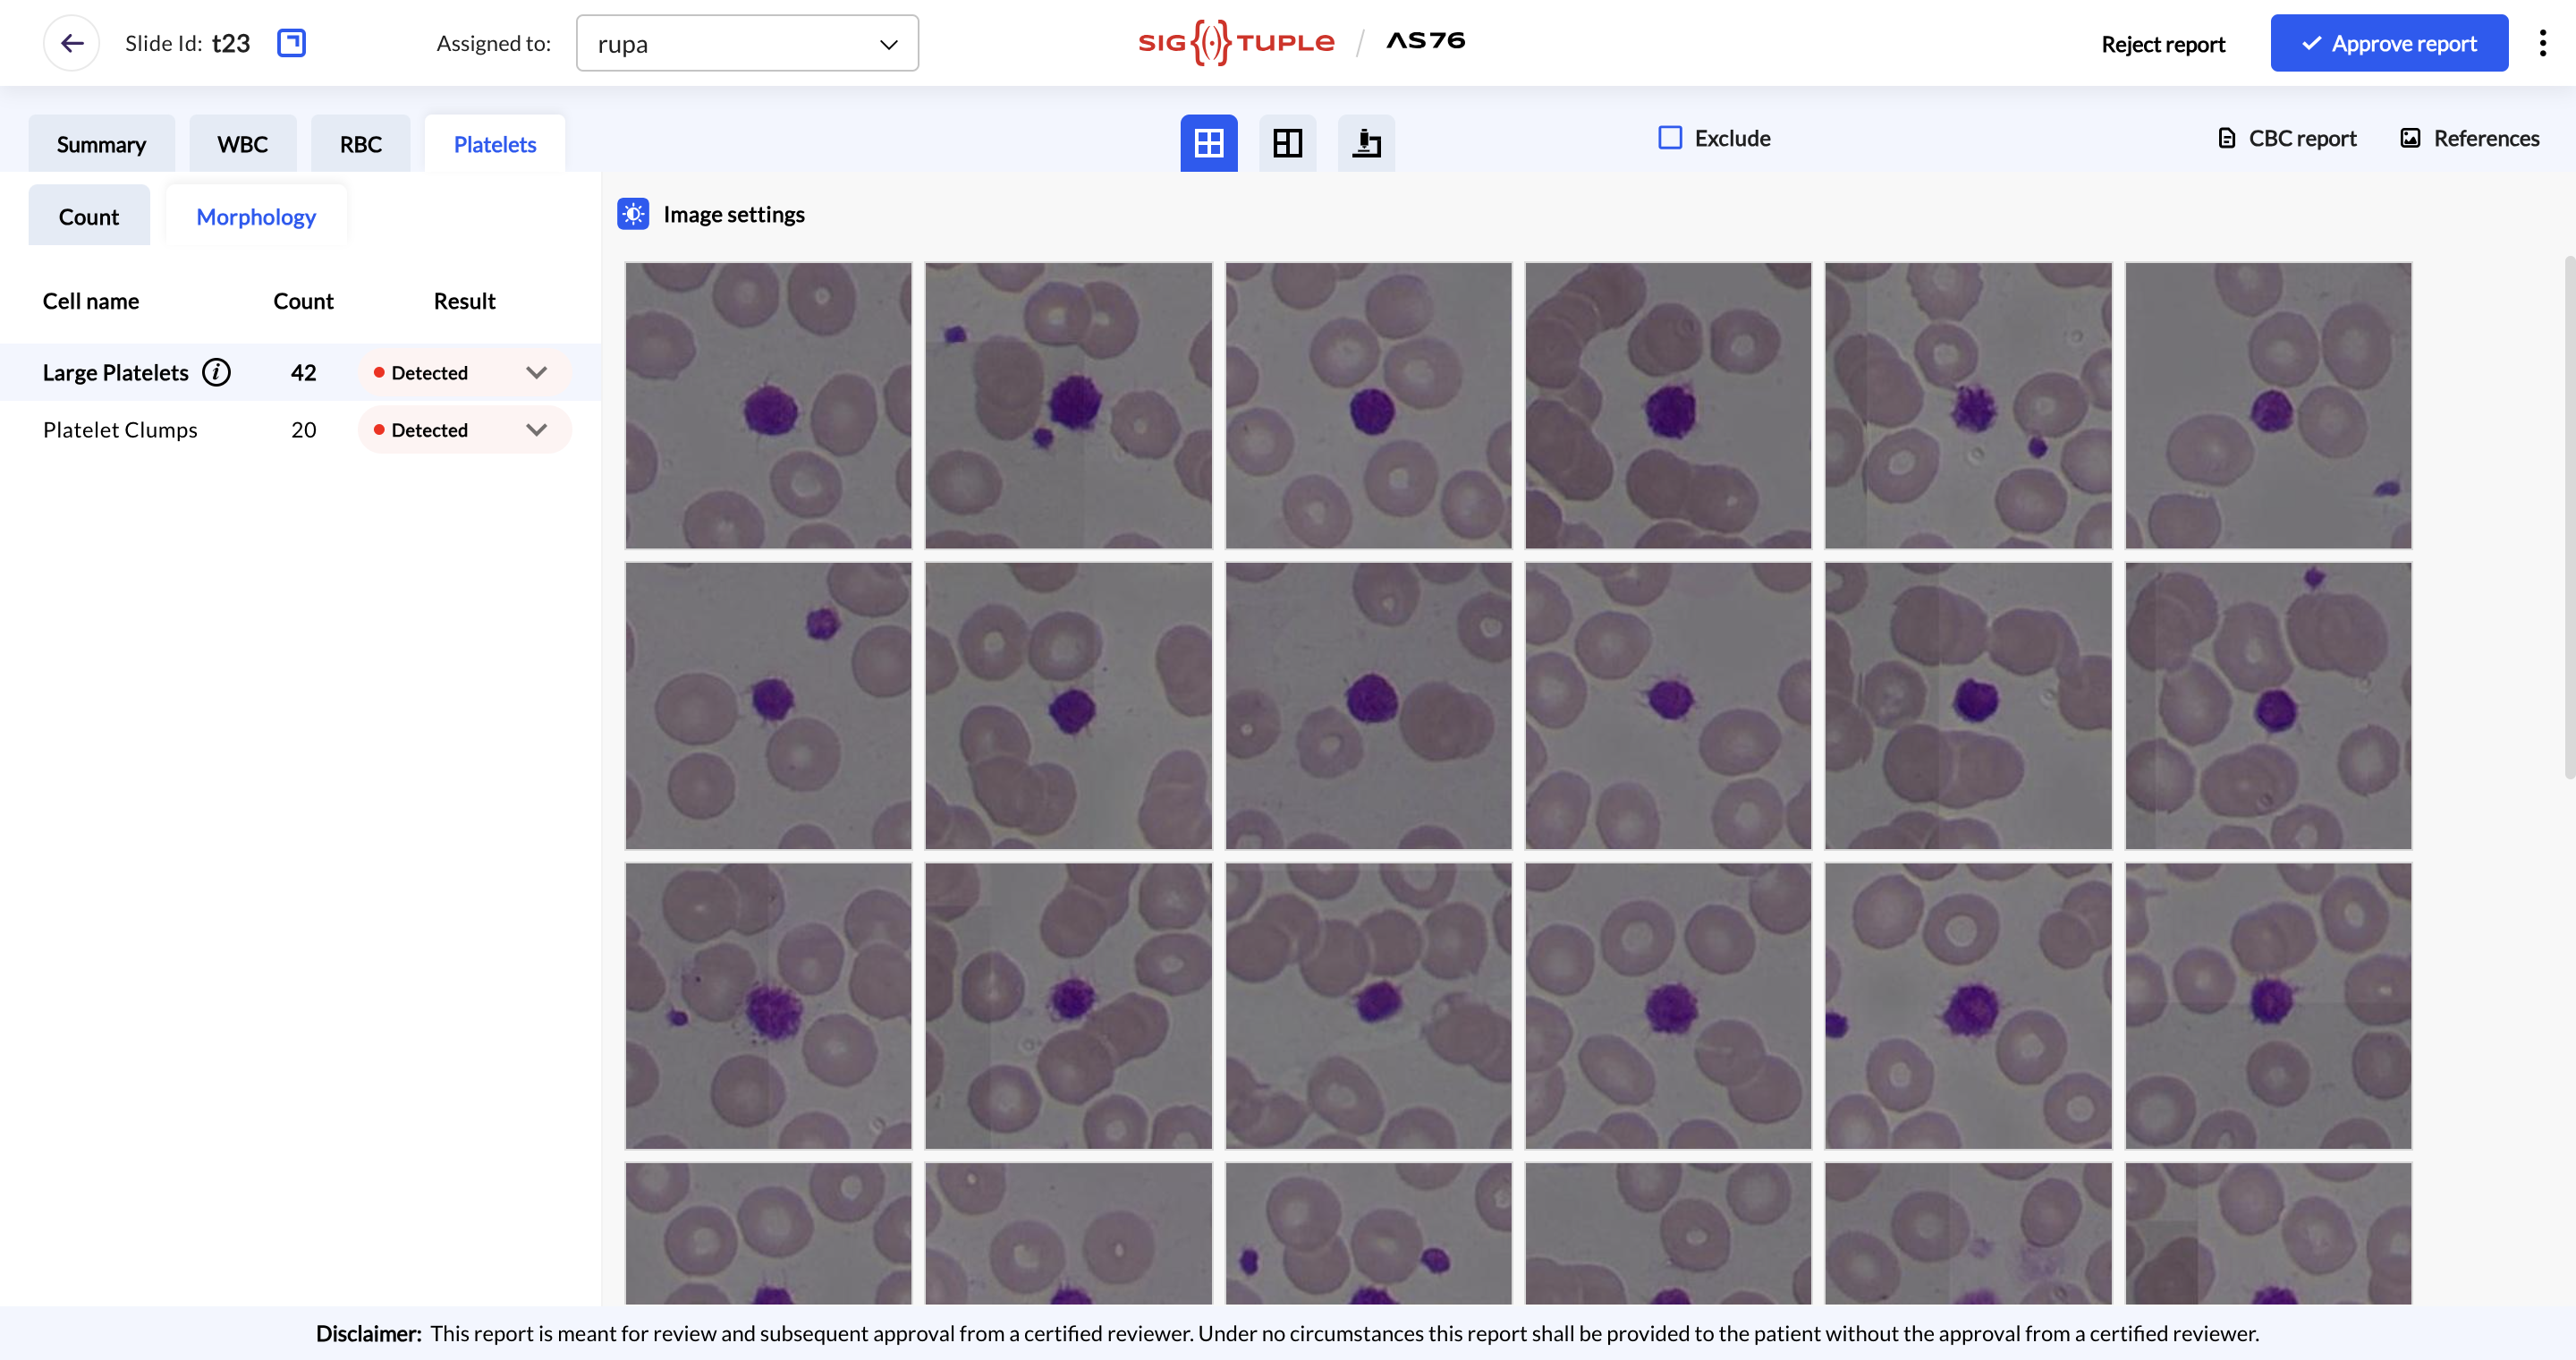 Slide Id: t23
Assigned to:
rupa
SIG TUPLE / AS76
Reject report
Approve report
Summary
WBC
RBC
Platelets
Exclude
CBC report
References
Count
Morphology
Image settings
Cell name Count Result
Large Platelets i 42 Detected
Platelet Clumps 20 Detected
Disclaimer: This report is meant for review and subsequent approval from a certified reviewer. Under no circumstances this report shall be provided to the patient without the approval from a certified reviewer.